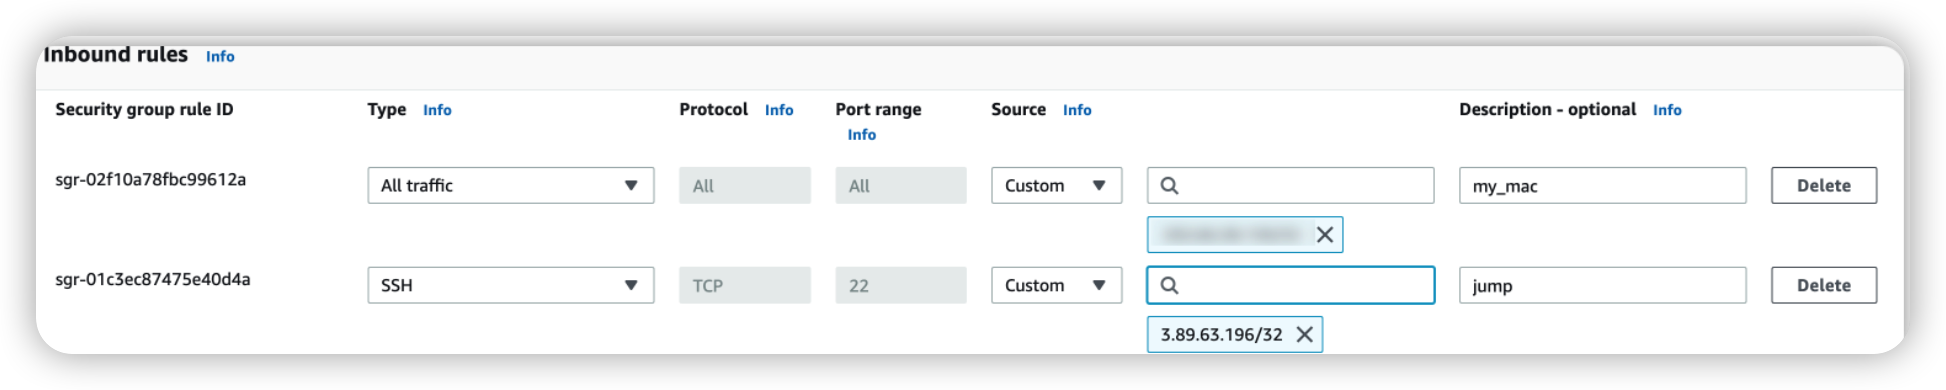 Inbound rules Info
Security group rule ID Type Info Protocol Info Port range Info Source Info Description - optional Info
sgr-02f10a78fbc99612a All traffic All All Custom my_mac Delete
sgr-01c3ec87475e40d4a SSH TCP 22 Custom jump Delete
3.89.63.196/32